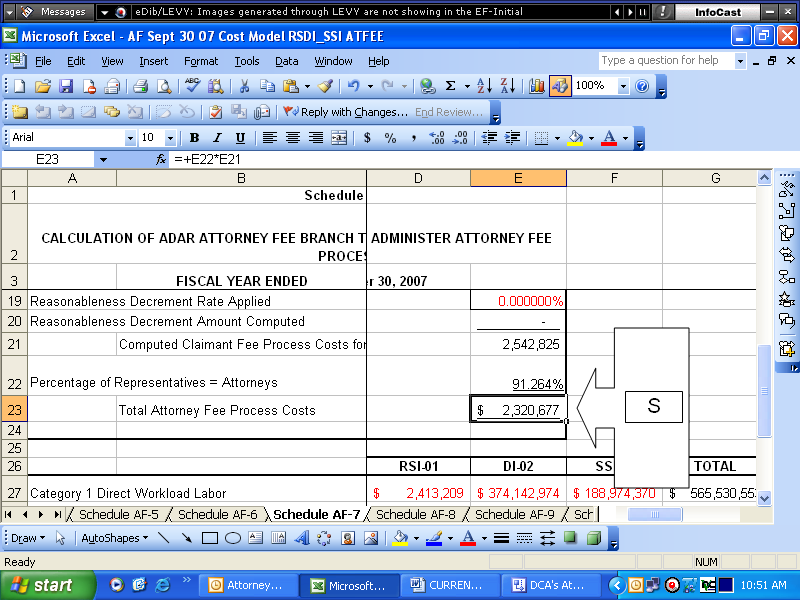 Messages eDib/LEVY: Images generated through LEVY are not showing in the EF-Initial InfoCast
Microsoft Excel - AF Sept 30 07 Cost Model RSDI_SSI ATFEE
File Edit View Insert Format Tools Data Window Help Type a question for help
100%
Reply with Changes... End Review...
Arial 10 B I U $ % ,
E23 fx =+E22*E21
A B D E F G
1 Schedule
2 CALCULATION OF ADAR ATTORNEY FEE BRANCH T ADMINISTER ATTORNEY FEE
PROCES
3 FISCAL YEAR ENDED r 30, 2007
19 Reasonableness Decrement Rate Applied 0.000000%
20 Reasonableness Decrement Amount Computed -
21 Computed Claimant Fee Process Costs for 2,542,825
22 Percentage of Representatives = Attorneys 91.264%
23 Total Attorney Fee Process Costs $ 2,320,677
S
24
25
26 RSI-01 DI-02 SS TOTAL
27 Category 1 Direct Workload Labor $ 2,413,209 $ 374,142,974 $ 188,974,370 $ 565,530,55
Schedule AF-5 Schedule AF-6 Schedule AF-7 Schedule AF-8 Schedule AF-9 Sch
Draw AutoShapes
Ready NUM
start Attorney... Microsoft... CURREN... DCA's At... 10:51 AM